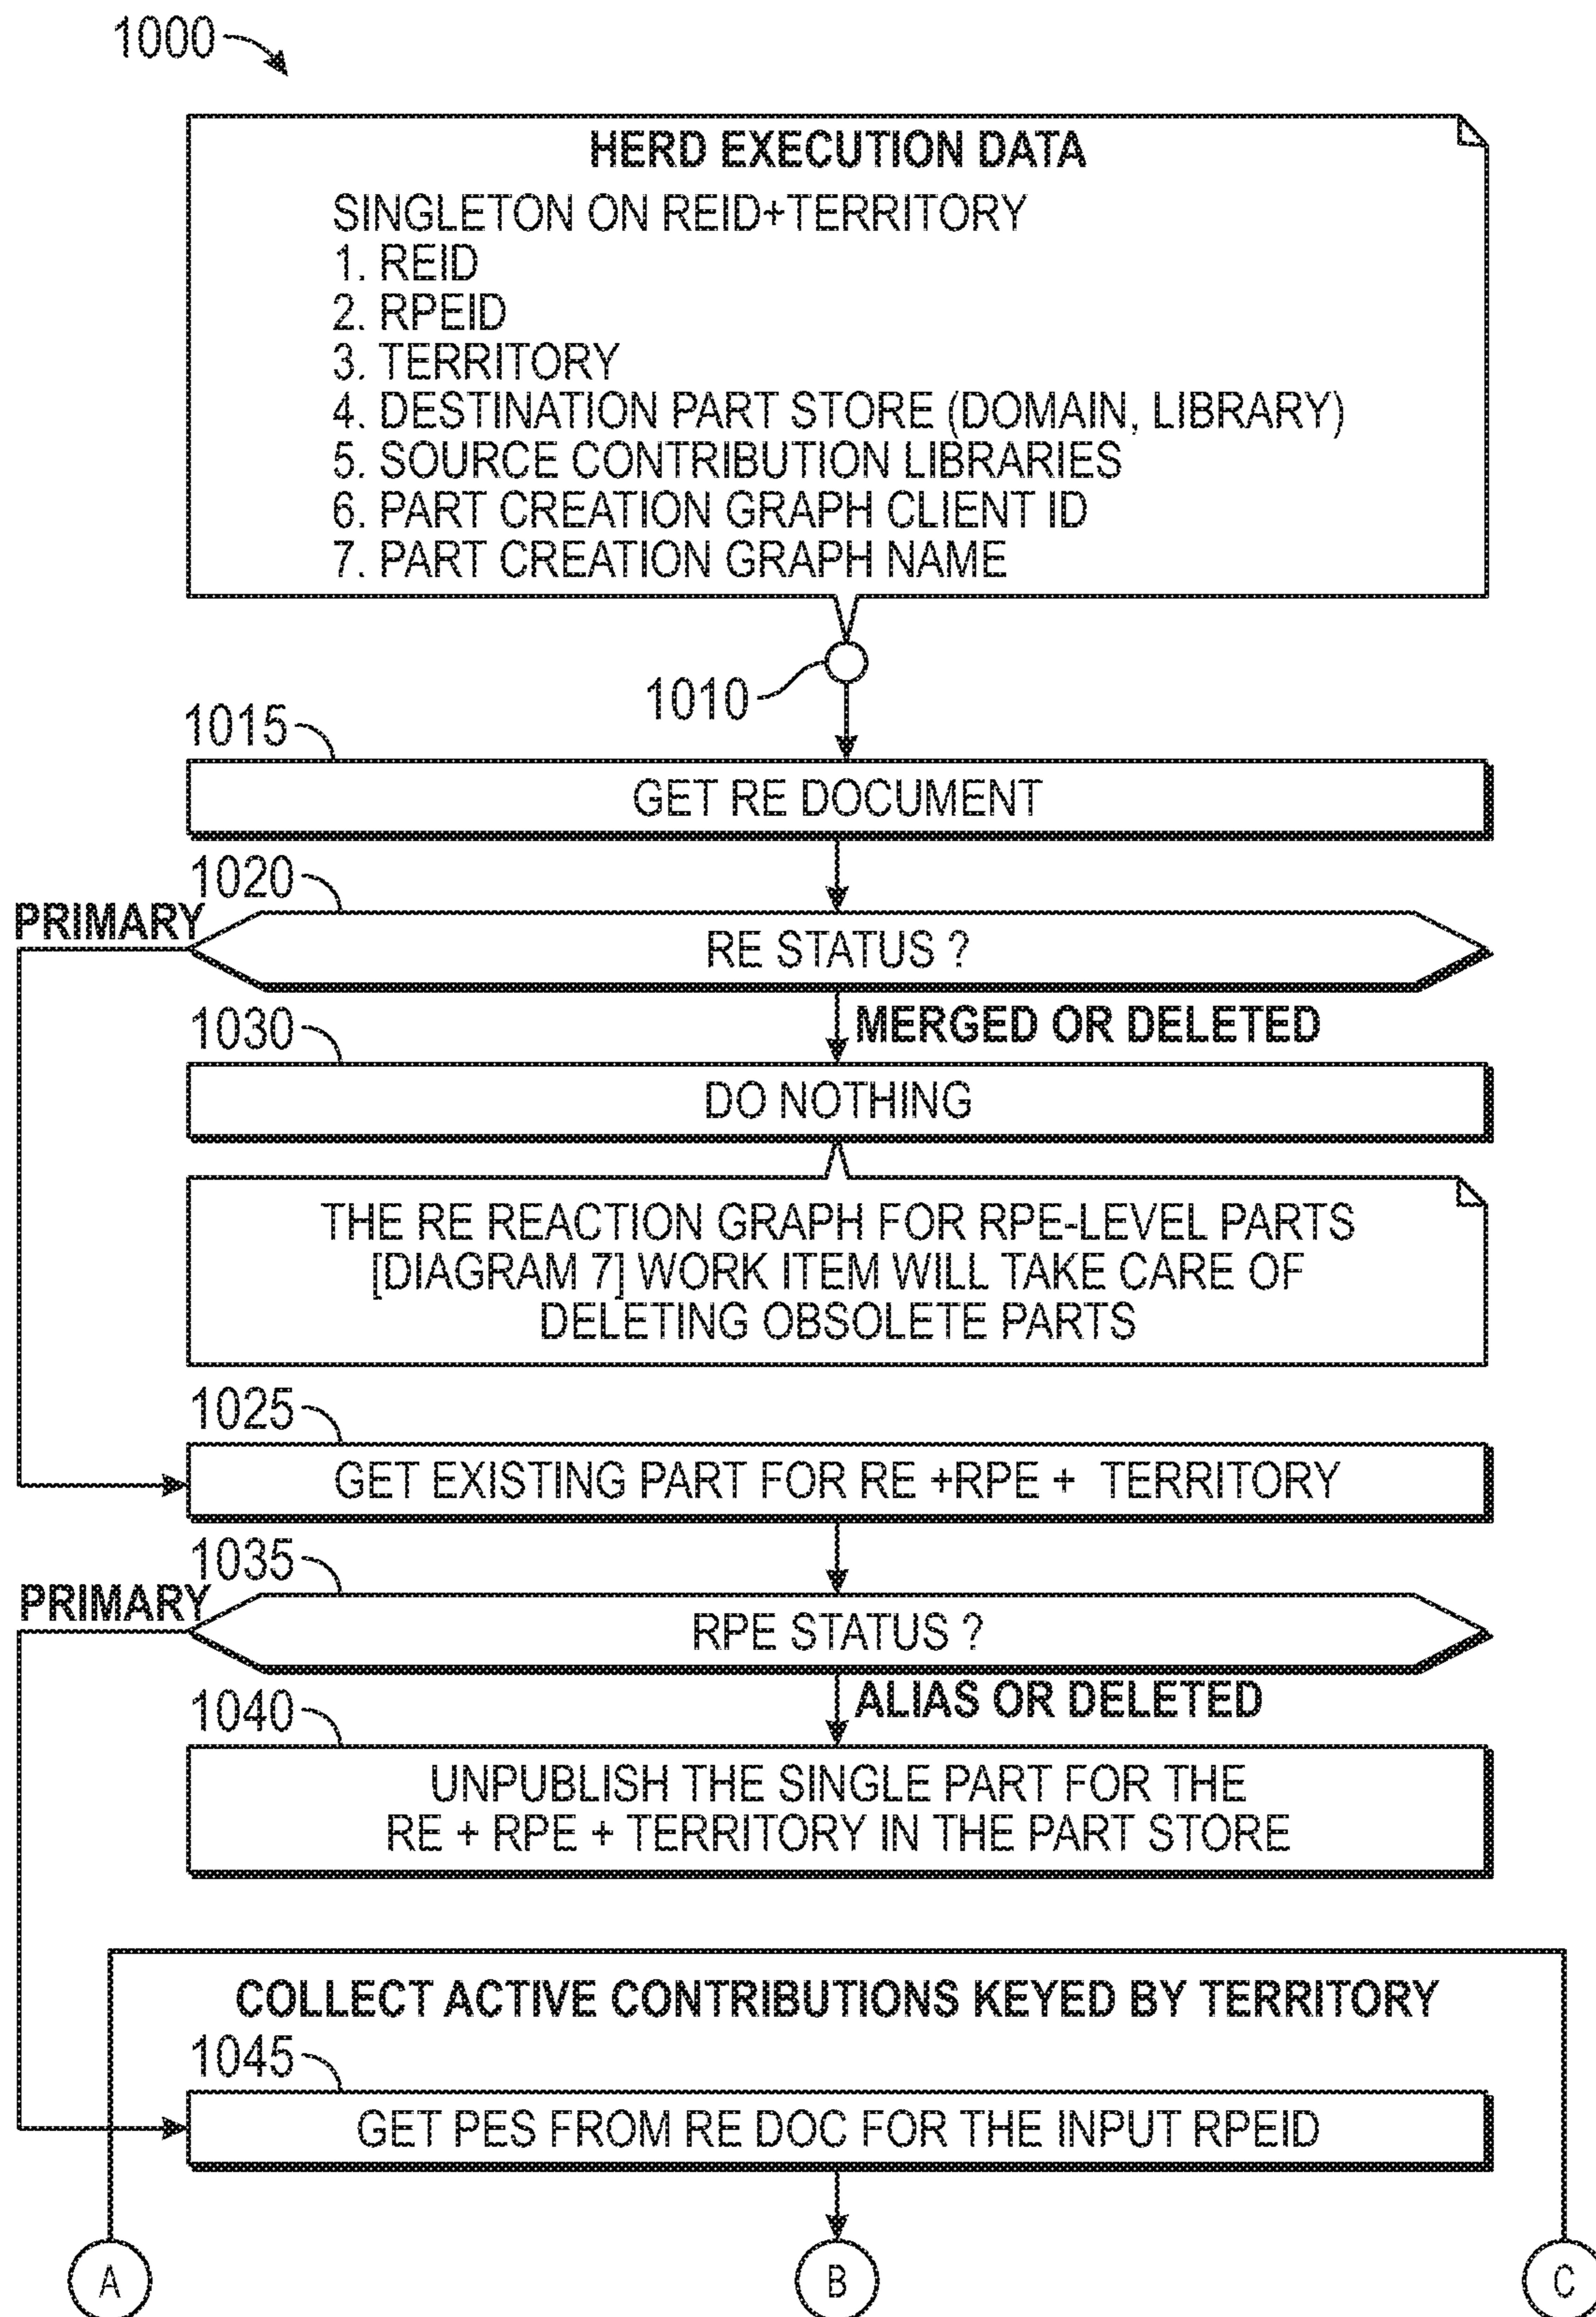 1000
HERD EXECUTION DATA
SINGLETON ON REID+TERRITORY
1. REID
2. RPEID
3. TERRITORY
4. DESTINATION PART STORE (DOMAIN, LIBRARY)
5. SOURCE CONTRIBUTION LIBRARIES
6. PART CREATION GRAPH CLIENT ID
7. PART CREATION GRAPH NAME
1010
1015
GET RE DOCUMENT
1020
PRIMARY
RE STATUS ?
MERGED OR DELETED
1030
DO NOTHING
THE RE REACTION GRAPH FOR RPE-LEVEL PARTS
[DIAGRAM 7] WORK ITEM WILL TAKE CARE OF
DELETING OBSOLETE PARTS
1025
GET EXISTING PART FOR RE +RPE + TERRITORY
1035
PRIMARY
RPE STATUS ?
ALIAS OR DELETED
1040
UNPUBLISH THE SINGLE PART FOR THE
RE + RPE + TERRITORY IN THE PART STORE
COLLECT ACTIVE CONTRIBUTIONS KEYED BY TERRITORY
1045
GET PES FROM RE DOC FOR THE INPUT RPEID
A
B
C